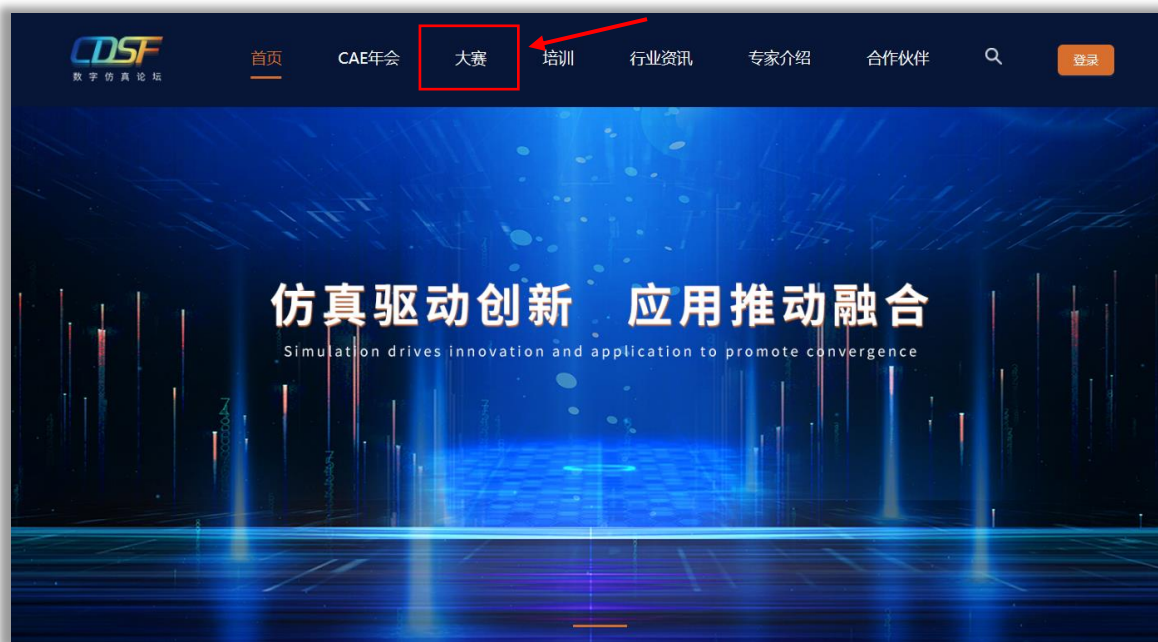 CDSF
数字仿真论坛
首页 CAE年会 大赛 培训 行业资讯 专家介绍 合作伙伴 登录
仿真驱动创新 应用推动融合
Simulation drives innovation and application to promote convergence